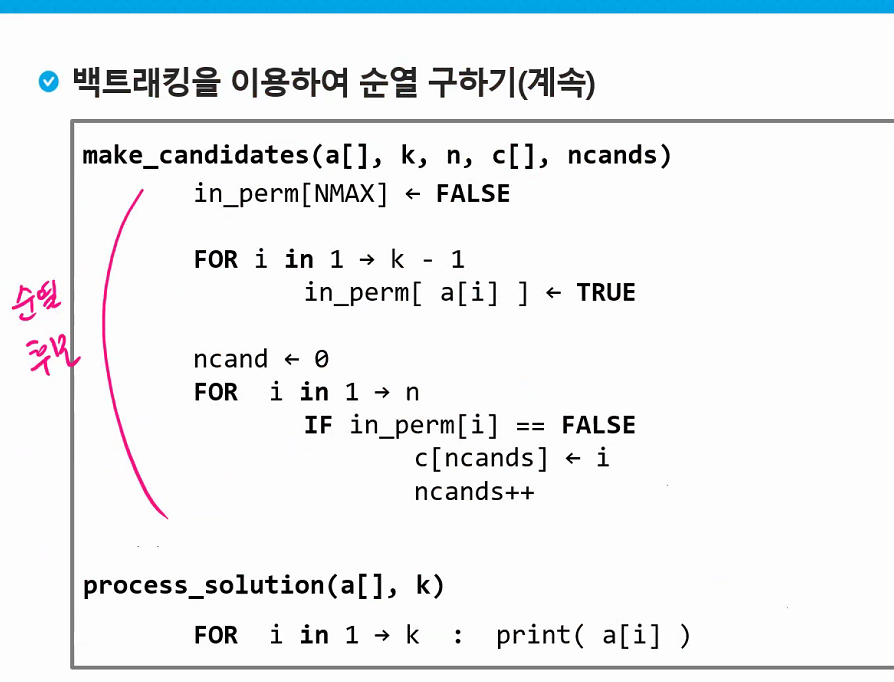 백트래킹을 이용하여 순열 구하기(계속)
make_candidates(a[], k, n, c[], ncands)
in_perm[NMAX] ← FALSE
FOR i in 1 → k - 1
in_perm[ a[i] ] ← TRUE
순열
후보
ncand ← 0
FOR i in 1 → n
IF in_perm[i] == FALSE
c[ncands] ← i
ncands++
process_solution(a[], k)
FOR i in 1 → k : print( a[i] )